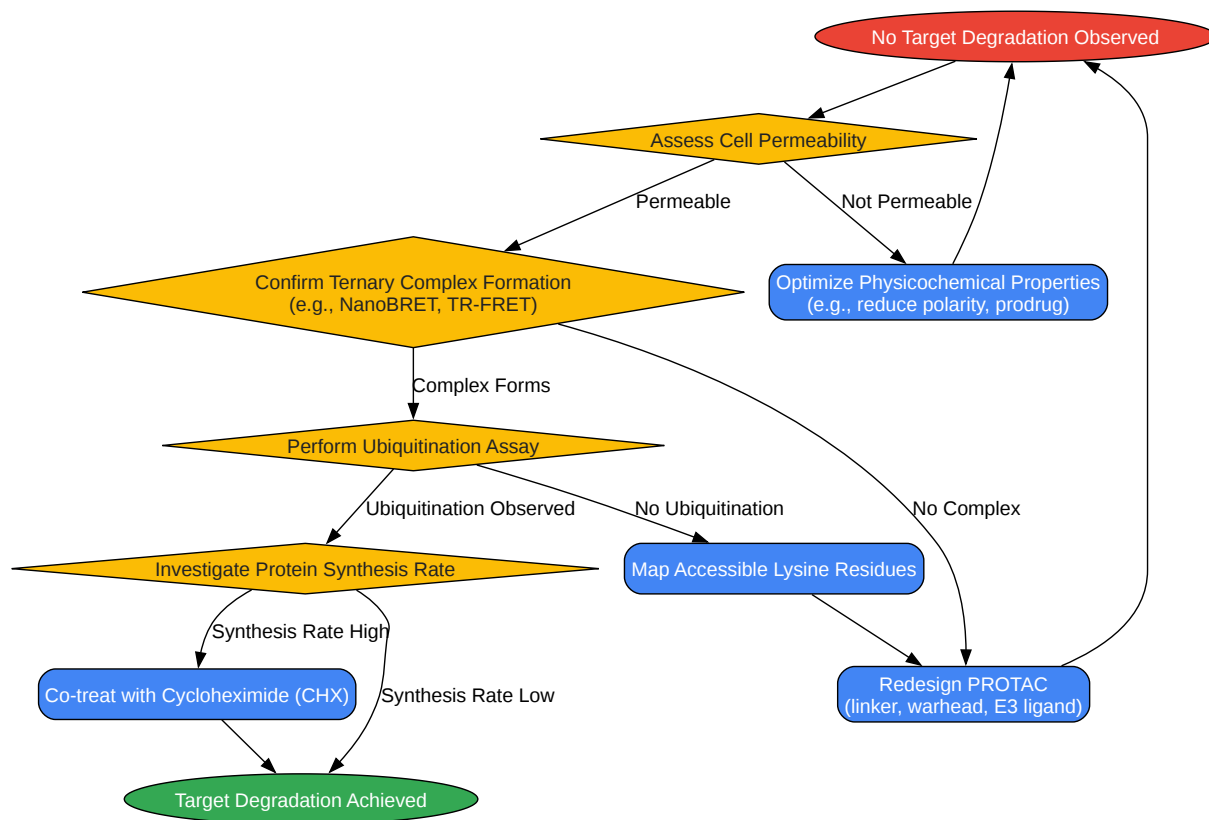 No Target Degradation Observed
Assess Cell Permeability
Permeable
Not Permeable
Confirm Ternary Complex Formation
(e.g., NanoBRET, TR-FRET)
Optimize Physicochemical Properties
(e.g., reduce polarity, prodrug)
Complex Forms
Perform Ubiquitination Assay
Ubiquitination Observed
No Ubiquitination
No Complex
Investigate Protein Synthesis Rate
Map Accessible Lysine Residues
Synthesis Rate High
Co-treat with Cycloheximide (CHX)
Synthesis Rate Low
Redesign PROTAC
(linker, warhead, E3 ligand)
Target Degradation Achieved